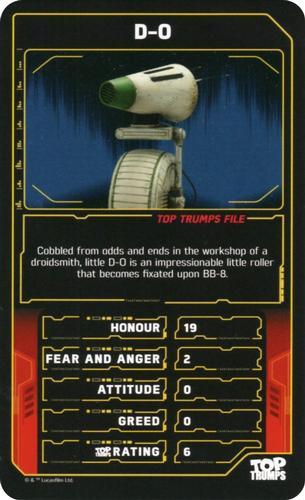 D-O
TOP TRUMPS FILE
Cobbled from odds and ends in the workshop of a
droidsmith, little D-O is an impressionable little roller
that becomes fixated upon BB-8.
HONOUR 19
FEAR AND ANGER 2
ATTITUDE 0
GREED 0
TOP TRUMPS RATING 6
© & ™ Lucasfilm Ltd.
TOP
TRUMPS